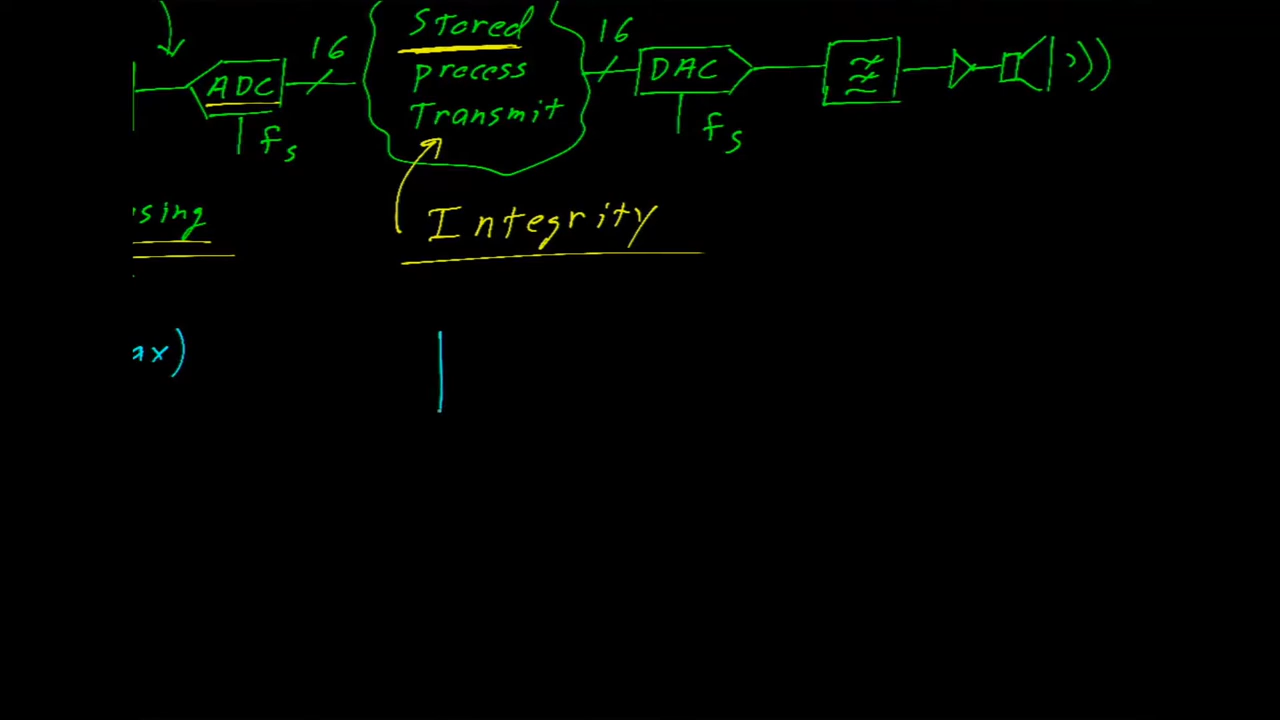 Stored
process
Transmit
16
ADC
fs
16
DAC
fs
Integrity